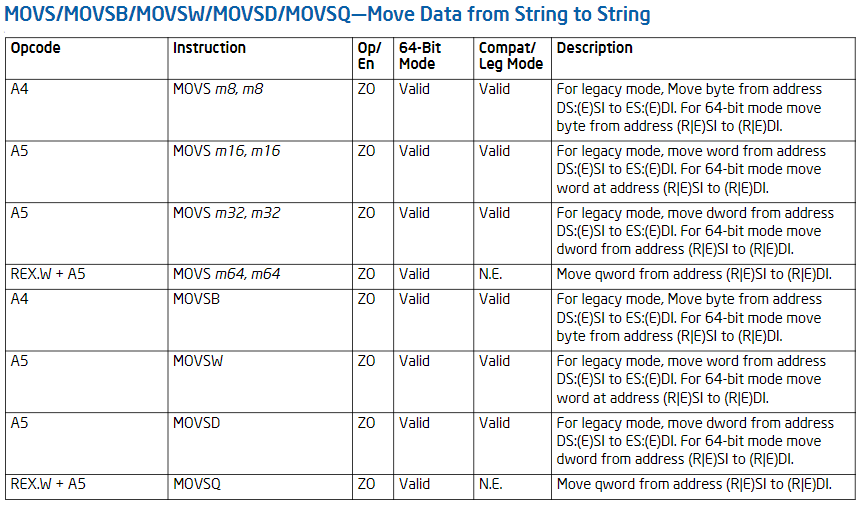 MOVS/MOVSB/MOVSW/MOVSD/MOVSQ—Move Data from String to String
Opcode Instruction Op/ 64-Bit Compat/ Description
En Mode Leg Mode
A4 MOVS m8, m8 ZO Valid Valid For legacy mode, Move byte from address
DS:(E)SI to ES:(E)DI. For 64-bit mode move
byte from address (R|E)SI to (R|E)DI.
A5 MOVS m16, m16 ZO Valid Valid For legacy mode, move word from address
DS:(E)SI to ES:(E)DI. For 64-bit mode move
word at address (R|E)SI to (R|E)DI.
A5 MOVS m32, m32 ZO Valid Valid For legacy mode, move dword from address
DS:(E)SI to ES:(E)DI. For 64-bit mode move
dword from address (R|E)SI to (R|E)DI.
REX.W + A5 MOVS m64, m64 ZO Valid N.E. Move qword from address (R|E)SI to (R|E)DI.
A4 MOVSB ZO Valid Valid For legacy mode, Move byte from address
DS:(E)SI to ES:(E)DI. For 64-bit mode move
byte from address (R|E)SI to (R|E)DI.
A5 MOVSW ZO Valid Valid For legacy mode, move word from address
DS:(E)SI to ES:(E)DI. For 64-bit mode move
word at address (R|E)SI to (R|E)DI.
A5 MOVSD ZO Valid Valid For legacy mode, move dword from address
DS:(E)SI to ES:(E)DI. For 64-bit mode move
dword from address (R|E)SI to (R|E)DI.
REX.W + A5 MOVSQ ZO Valid N.E. Move qword from address (R|E)SI to (R|E)DI.